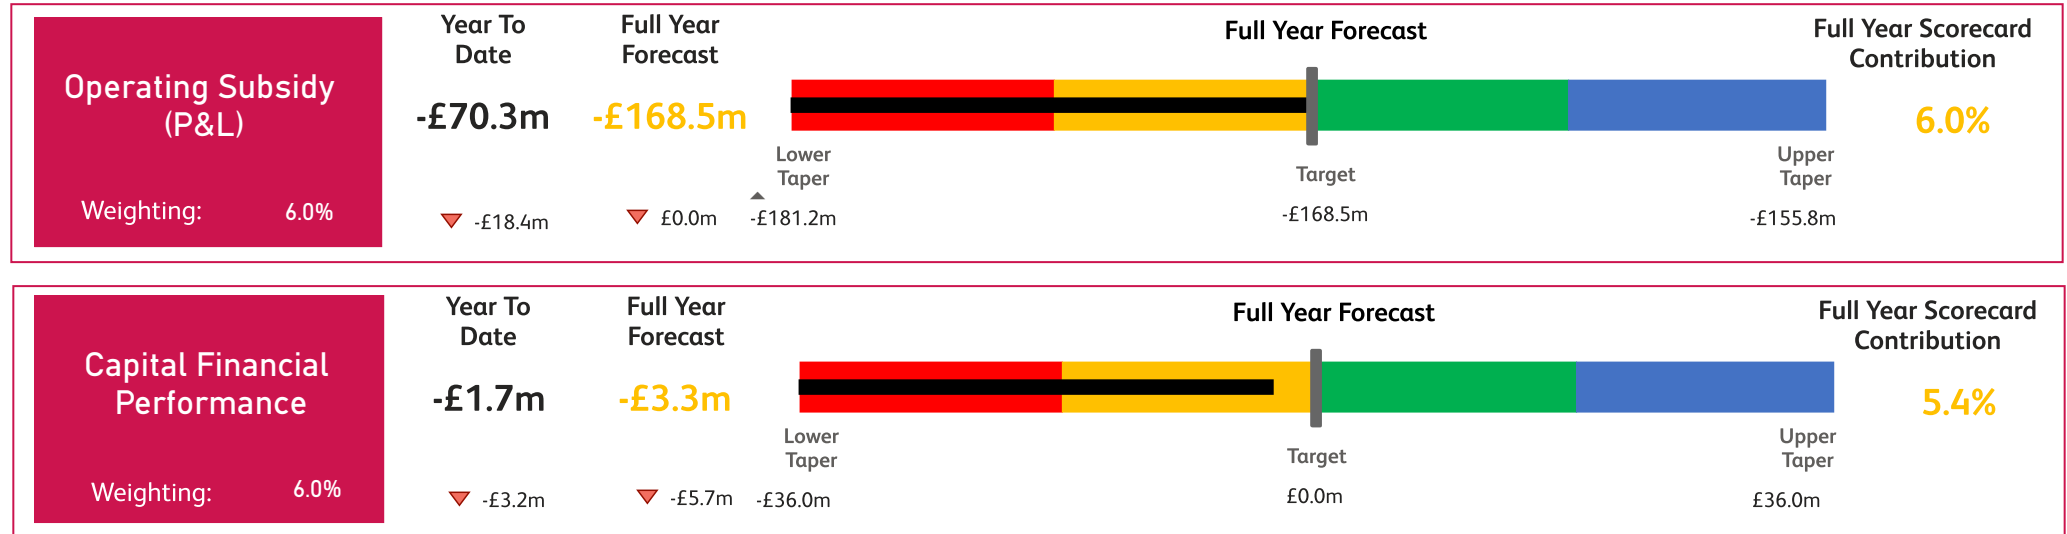 Operating Subsidy
(P&L)
Weighting: 6.0%
Year To
Date
-£70.3m
-£18.4m
Full Year
Forecast
-£168.5m
£0.0m
Full Year Forecast
Lower
Taper
-£181.2m
Target
-£168.5m
Upper
Taper
-£155.8m
Full Year Scorecard
Contribution
6.0%
Capital Financial
Performance
Weighting: 6.0%
Year To
Date
-£1.7m
-£3.2m
Full Year
Forecast
-£3.3m
-£5.7m
Full Year Forecast
Lower
Taper
-£36.0m
Target
£0.0m
Upper
Taper
£36.0m
Full Year Scorecard
Contribution
5.4%